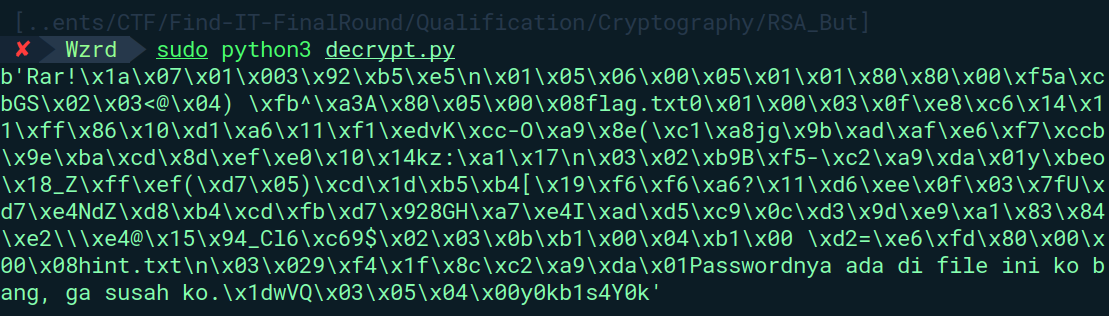 [..ents/CTF/Find-IT-FinalRound/Qualification/Cryptography/RSA_But]
✘ Wzrd sudo python3 decrypt.py
b'Rar!\x1a\x07\x01\x003\x92\xb5\xe5\n\x01\x05\x06\x00\x05\x01\x01\x80\x80\x00\xf5a\xc
bGS\x02\x03<@\x04) \xfb^\xa3A\x80\x05\x00\x08flag.txt0\x01\x00\x03\x0f\xe8\xc6\x14\x1
1\xff\x86\x10\xd1\xa6\x11\xf1\xedvK\xcc-O\xa9\x8e(\xc1\xa8jg\x9b\xad\xaf\xe6\xf7\xccb
\x9e\xba\xcd\x8d\xef\xe0\x10\x14kz:\xa1\x17\n\x03\x02\xb9B\xf5-\xc2\xa9\xda\x01y\xbeo
\x18_Z\xff\xef(\xd7\x05)\xcd\x1d\xb5\xb4[\x19\xf6\xf6\xa6?\x11\xd6\xee\x0f\x03\x7fU\x
d7\xe4NdZ\xd8\xb4\xcd\xfb\xd7\x928GH\xa7\xe4I\xad\xd5\xc9\x0c\xd3\x9d\xe9\xa1\x83\x84
\xe2\\\xe4@\x15\x94_Cl6\xc69$\x02\x03\x0b\xb1\x00\x04\xb1\x00 \xd2=\xe6\xfd\x80\x00\x
00\x08hint.txt\n\x03\x029\xf4\x1f\x8c\xc2\xa9\xda\x01Passwordnya ada di file ini ko b
ang, ga susah ko.\x1dwVQ\x03\x05\x04\x00y0kb1s4Y0k'